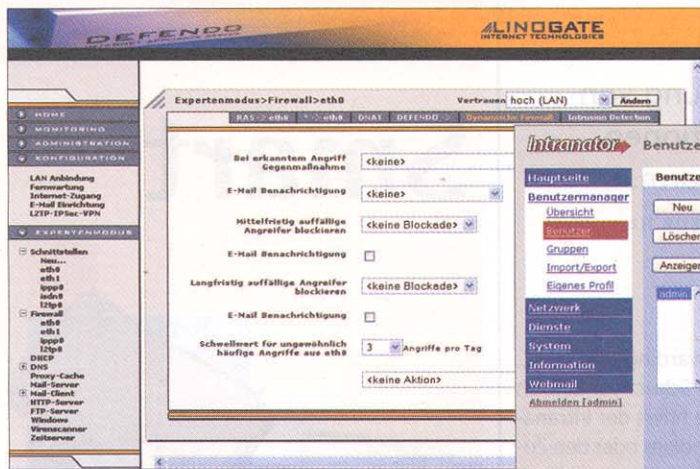 DEFENDO
LINOGATE
INTERNET TECHNOLOGIES
Expertenmodus>Firewall>eth0
Vertrauen hoch (LAN) Ändern
RAS -> eth0 * -> eth0 DNAT DEFENDO -> Dynamische Firewall Intrusion Detection
HOME
MONITORING
ADMINISTRATION
KONFIGURATION
LAN Anbindung
Fernwartung
Internet-Zugang
E-Mail Einrichtung
L2TP-IPSec-VPN
EXPERTENMODUS
Schnittstellen
Neu...
eth0
eth1
ippp0
isdn0
l2tp0
Firewall
eth0
eth1
ippp0
l2tp0
DHCP
DNS
Proxy-Cache
Mail-Server
Mail-Client
HTTP-Server
FTP-Server
Windows
Virenscanner
Zeitserver
Bei erkanntem Angriff Gegenmaßnahme <keine>
E-Mail Benachrichtigung <keine>
Mittelfristig auffällige Angreifer blockieren <keine Blockade>
E-Mail Benachrichtigung
Langfristig auffällige Angreifer blockieren <keine Blockade>
E-Mail Benachrichtigung
Schwellwert für ungewöhnlich häufige Angriffe aus eth0 3 Angriffe pro Tag
<keine Aktion>
Intranator
Benutze
Hauptseite
Benutzermanager
Übersicht
Benutzer
Gruppen
Import/Export
Eigenes Profil
Netzwerk
Dienste
System
Information
Webmail
Abmelden [admin]
Benutze
Neu
Löschen
Anzeigen
admin